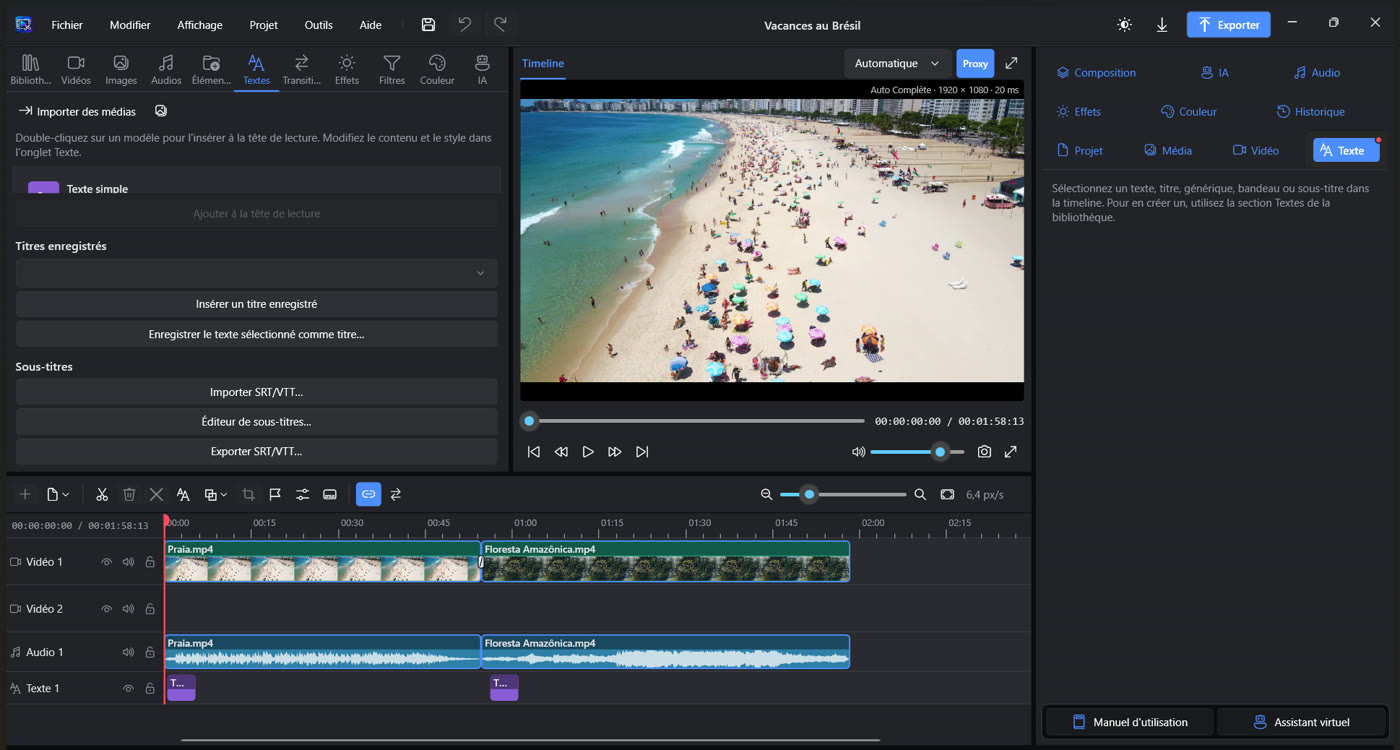 Fichier Modifier Affichage Projet Outils Aide
Vacances au Brésil
Exporter
Biblioth... Vidéos Images Audios Élémen... Textes Transiti... Effets Filtres Couleur IA
Importer des médias
Double-cliquez sur un modèle pour l'insérer à la tête de lecture. Modifiez le contenu et le style dans
l'onglet Texte.
Texte simple
Ajouter à la tête de lecture
Titres enregistrés
Insérer un titre enregistré
Enregistrer le texte sélectionné comme titre...
Sous-titres
Importer SRT/VTT...
Éditeur de sous-titres...
Exporter SRT/VTT...
Timeline
Automatique
Proxy
Auto Complète · 1920 × 1080 · 20 ms
00:00:00:00 / 00:01:58:13
Composition IA Audio
Effets Couleur Historique
Projet Média Vidéo Texte
Sélectionnez un texte, titre, générique, bandeau ou sous-titre dans
la timeline. Pour en créer un, utilisez la section Textes de la
bibliothèque.
6,4 px/s
00:00:00:00 / 00:01:58:13
00:00 00:15 00:30 00:45 01:00 01:15 01:30 01:45 02:00 02:15
Vidéo 1
Praia.mp4
Floresta Amazônica.mp4
Vidéo 2
Audio 1
Praia.mp4
Floresta Amazônica.mp4
Texte 1
T...
T...
Manuel d'utilisation
Assistant virtuel